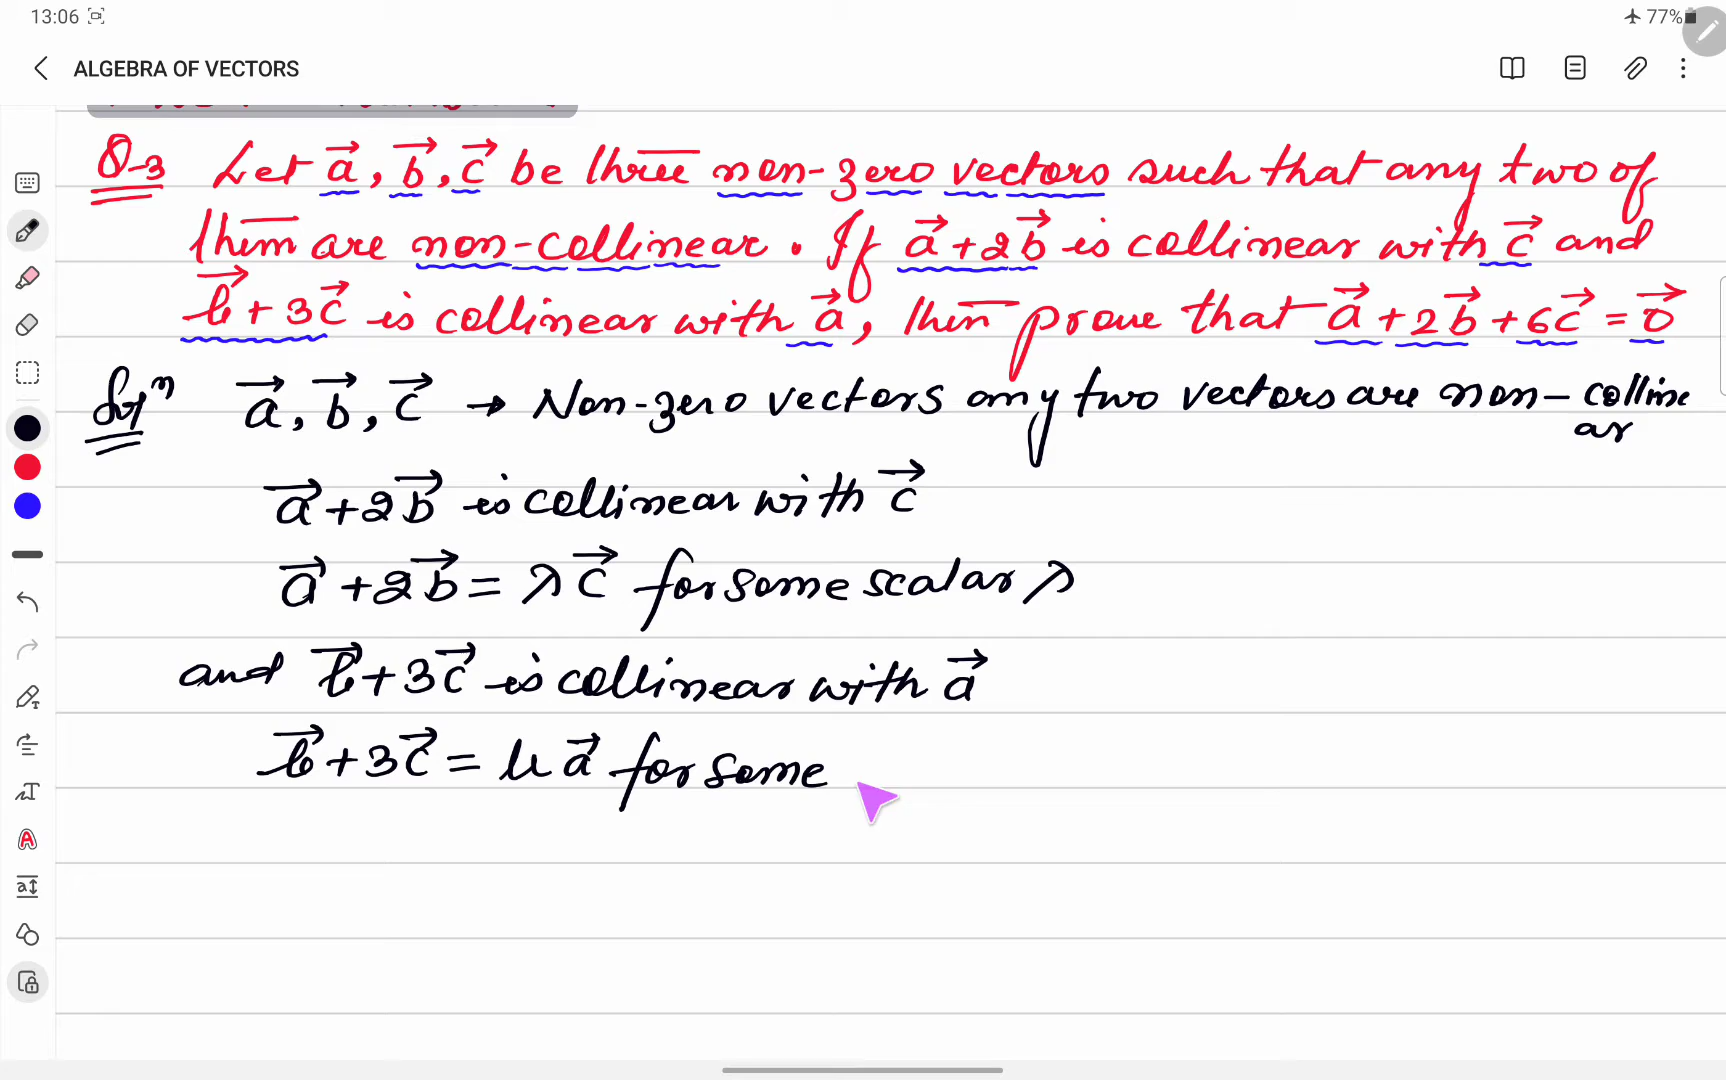 13:06
77%
ALGEBRA OF VECTORS
Q-3 Let a⃗, b⃗, c⃗ be three non-zero vectors such that any two of
them are non-collinear. If a⃗+2b⃗ is collinear with c⃗ and
b⃗+3c⃗ is collinear with a⃗, then prove that a⃗+2b⃗+6c⃗=0⃗
Solⁿ a⃗, b⃗, c⃗ → Non-zero vectors any two vectors are non-colline
ar
a⃗+2b⃗ is collinear with c⃗
a⃗+2b⃗=λc⃗ for some scalar λ
and b⃗+3c⃗ is collinear with a⃗
b⃗+3c⃗=μa⃗ for some